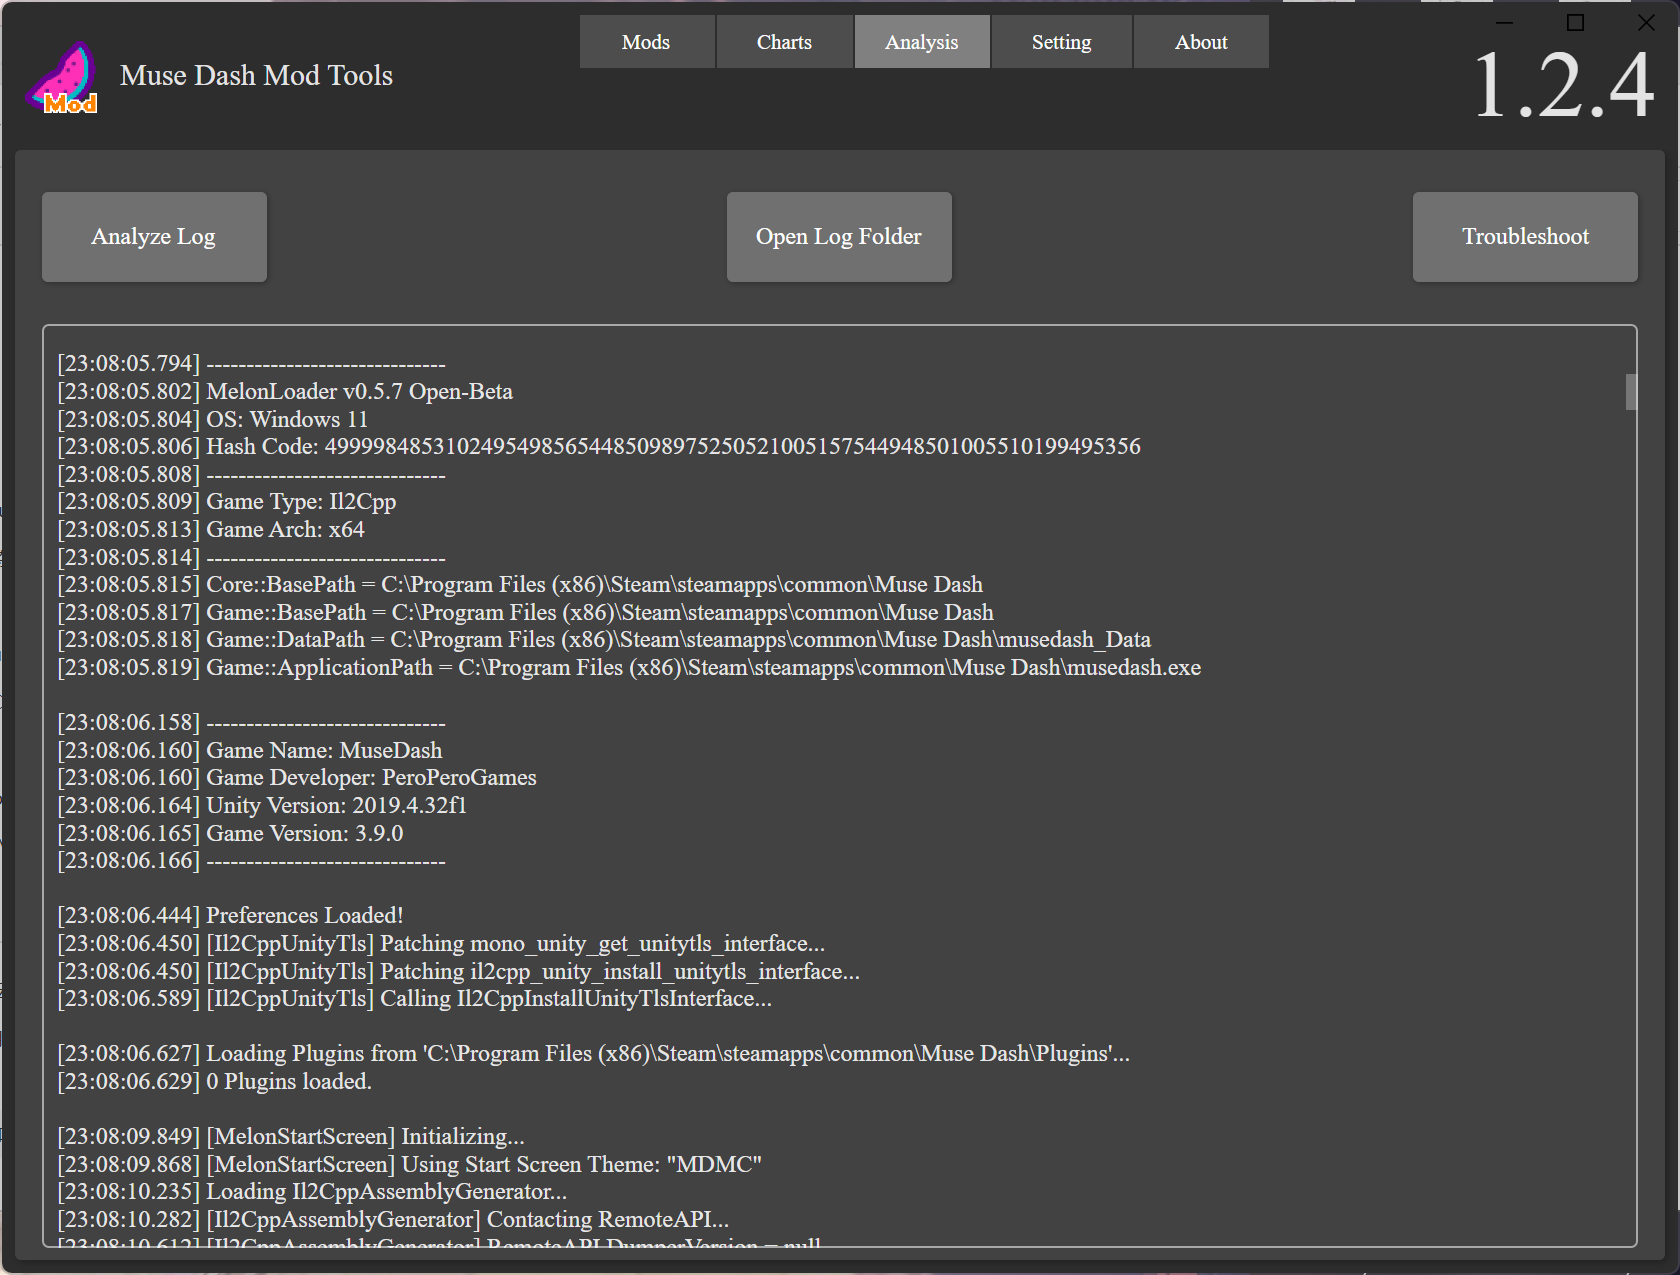 Mods Charts Analysis Setting About
Mod
Muse Dash Mod Tools
1.2.4
Analyze Log Open Log Folder Troubleshoot
[23:08:05.794] ------------------------------
[23:08:05.802] MelonLoader v0.5.7 Open-Beta
[23:08:05.804] OS: Windows 11
[23:08:05.806] Hash Code: 4999984853102495498565448509897525052100515754494850100551019949535​6
[23:08:05.808] ------------------------------
[23:08:05.809] Game Type: Il2Cpp
[23:08:05.813] Game Arch: x64
[23:08:05.814] ------------------------------
[23:08:05.815] Core::BasePath = C:\Program Files (x86)\Steam\steamapps\common\Muse Dash
[23:08:05.817] Game::BasePath = C:\Program Files (x86)\Steam\steamapps\common\Muse Dash
[23:08:05.818] Game::DataPath = C:\Program Files (x86)\Steam\steamapps\common\Muse Dash\musedash_Data
[23:08:05.819] Game::ApplicationPath = C:\Program Files (x86)\Steam\steamapps\common\Muse Dash\musedash.exe
[23:08:06.158] ------------------------------
[23:08:06.160] Game Name: MuseDash
[23:08:06.160] Game Developer: PeroPeroGames
[23:08:06.164] Unity Version: 2019.4.32f1
[23:08:06.165] Game Version: 3.9.0
[23:08:06.166] ------------------------------
[23:08:06.444] Preferences Loaded!
[23:08:06.450] [Il2CppUnityTls] Patching mono_unity_get_unitytls_interface...
[23:08:06.450] [Il2CppUnityTls] Patching il2cpp_unity_install_unitytls_interface...
[23:08:06.589] [Il2CppUnityTls] Calling Il2CppInstallUnityTlsInterface...
[23:08:06.627] Loading Plugins from 'C:\Program Files (x86)\Steam\steamapps\common\Muse Dash\Plugins'...
[23:08:06.629] 0 Plugins loaded.
[23:08:09.849] [MelonStartScreen] Initializing...
[23:08:09.868] [MelonStartScreen] Using Start Screen Theme: "MDMC"
[23:08:10.235] Loading Il2CppAssemblyGenerator...
[23:08:10.282] [Il2CppAssemblyGenerator] Contacting RemoteAPI...
[23:08:10.612] [Il2CppAssemblyGenerator] RemoteAPI.DumperVersion = null